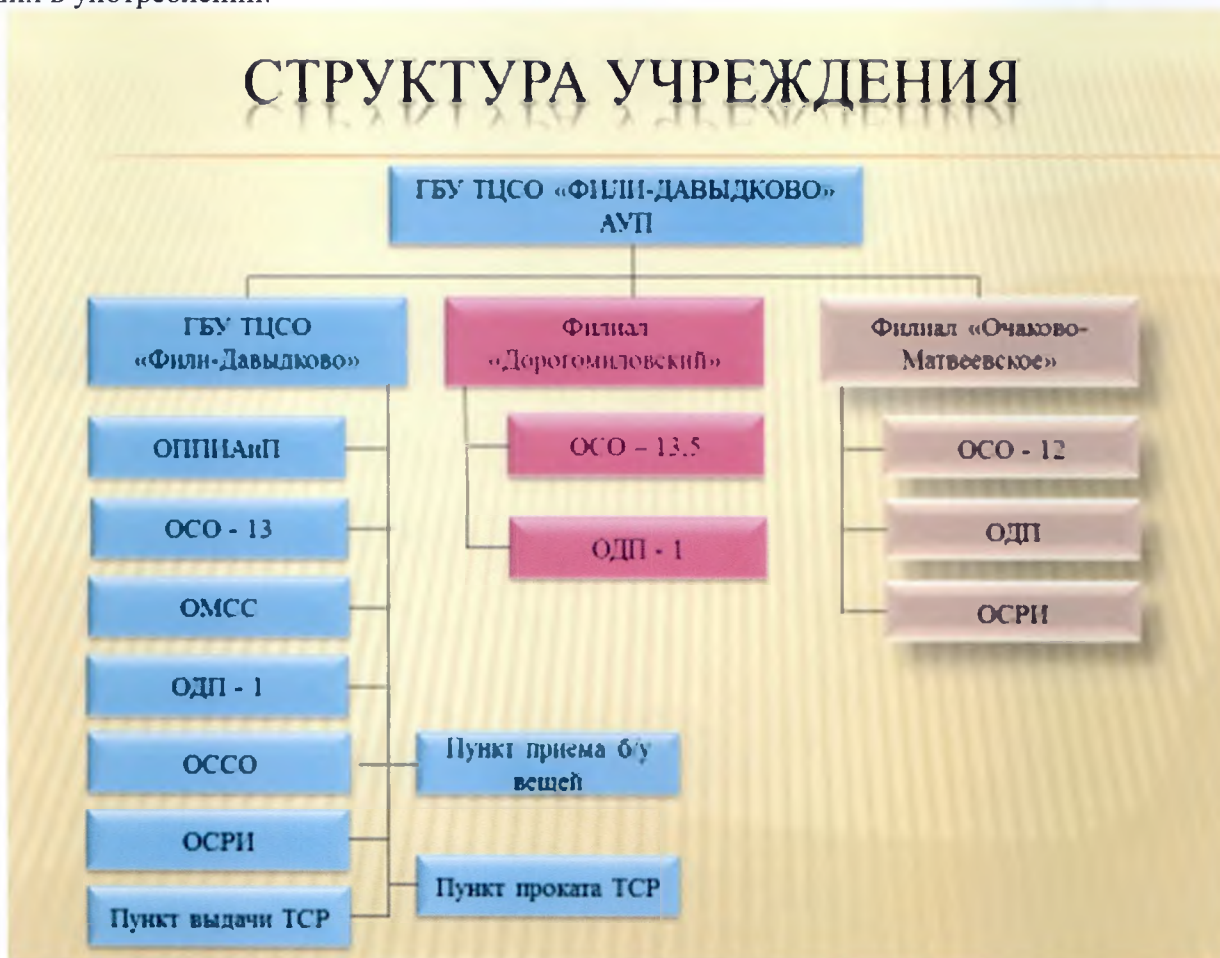 в употреблении.
СТРУКТУРА УЧРЕЖДЕНИЯ
ГБУ ТЦСО «ФИЛИ-ДАВЫДКОВО»
АУП
ГБУ ТЦСО
«Фили-Давыдково»
Филиал
«Дорогомиловский»
Филиал «Очаково-
Матвеевское»
ОППИАиП
ОСО - 13
ОМСС
ОДП - 1
ОССО
ОСРИ
Пункт выдачи ТСР
Пункт приема б/у
вещей
Пункт проката ТСР
ОСО – 13.5
ОДП - 1
ОСО - 12
ОДП
ОСРИ